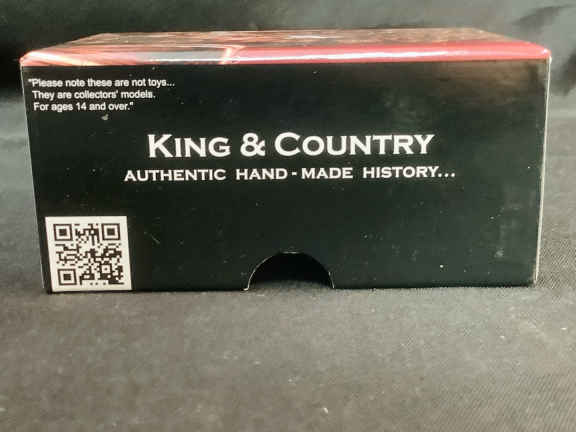 "Please note these are not toys...
They are collectors' models.
For ages 14 and over."
KING & COUNTRY
AUTHENTIC HAND-MADE HISTORY...